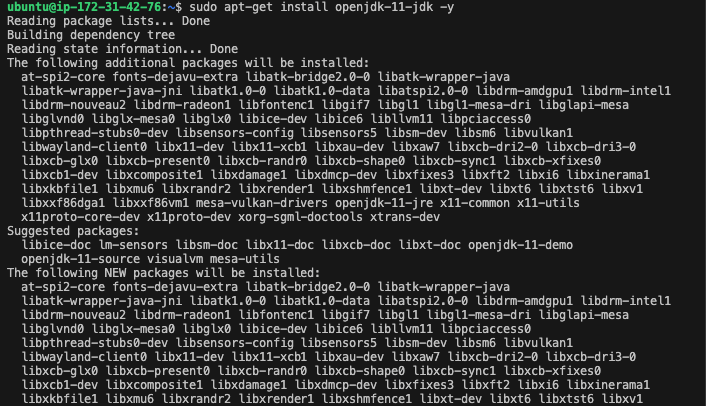 ubuntu@ip-172-31-42-76:~$ sudo apt-get install openjdk-11-jdk -y
Reading package lists... Done
Building dependency tree
Reading state information... Done
The following additional packages will be installed:
  at-spi2-core fonts-dejavu-extra libatk-bridge2.0-0 libatk-wrapper-java
  libatk-wrapper-java-jni libatk1.0-0 libatk1.0-data libatspi2.0-0 libdrm-amdgpu1 libdrm-intel1
  libdrm-nouveau2 libdrm-radeon1 libfontenc1 libgif7 libgl1 libgl1-mesa-dri libglapi-mesa
  libglvnd0 libglx-mesa0 libglx0 libice-dev libice6 libllvm11 libpciaccess0
  libpthread-stubs0-dev libsensors-config libsensors5 libsm-dev libsm6 libvulkan1
  libwayland-client0 libx11-dev libx11-xcb1 libxau-dev libxaw7 libxcb-dri2-0 libxcb-dri3-0
  libxcb-glx0 libxcb-present0 libxcb-randr0 libxcb-shape0 libxcb-sync1 libxcb-xfixes0
  libxcb1-dev libxcomposite1 libxdamage1 libxdmcp-dev libxfixes3 libxft2 libxi6 libxinerama1
  libxkbfile1 libxmu6 libxrandr2 libxrender1 libxshmfence1 libxt-dev libxt6 libxtst6 libxv1
  libxxf86dga1 libxxf86vm1 mesa-vulkan-drivers openjdk-11-jre x11-common x11-utils
  x11proto-core-dev x11proto-dev xorg-sgml-doctools xtrans-dev
Suggested packages:
  libice-doc lm-sensors libsm-doc libx11-doc libxcb-doc libxt-doc openjdk-11-demo
  openjdk-11-source visualvm mesa-utils
The following NEW packages will be installed:
  at-spi2-core fonts-dejavu-extra libatk-bridge2.0-0 libatk-wrapper-java
  libatk-wrapper-java-jni libatk1.0-0 libatk1.0-data libatspi2.0-0 libdrm-amdgpu1 libdrm-intel1
  libdrm-nouveau2 libdrm-radeon1 libfontenc1 libgif7 libgl1 libgl1-mesa-dri libglapi-mesa
  libglvnd0 libglx-mesa0 libglx0 libice-dev libice6 libllvm11 libpciaccess0
  libpthread-stubs0-dev libsensors-config libsensors5 libsm-dev libsm6 libvulkan1
  libwayland-client0 libx11-dev libx11-xcb1 libxau-dev libxaw7 libxcb-dri2-0 libxcb-dri3-0
  libxcb-glx0 libxcb-present0 libxcb-randr0 libxcb-shape0 libxcb-sync1 libxcb-xfixes0
  libxcb1-dev libxcomposite1 libxdamage1 libxdmcp-dev libxfixes3 libxft2 libxi6 libxinerama1
  libxkbfile1 libxmu6 libxrandr2 libxrender1 libxshmfence1 libxt-dev libxt6 libxtst6 libxv1